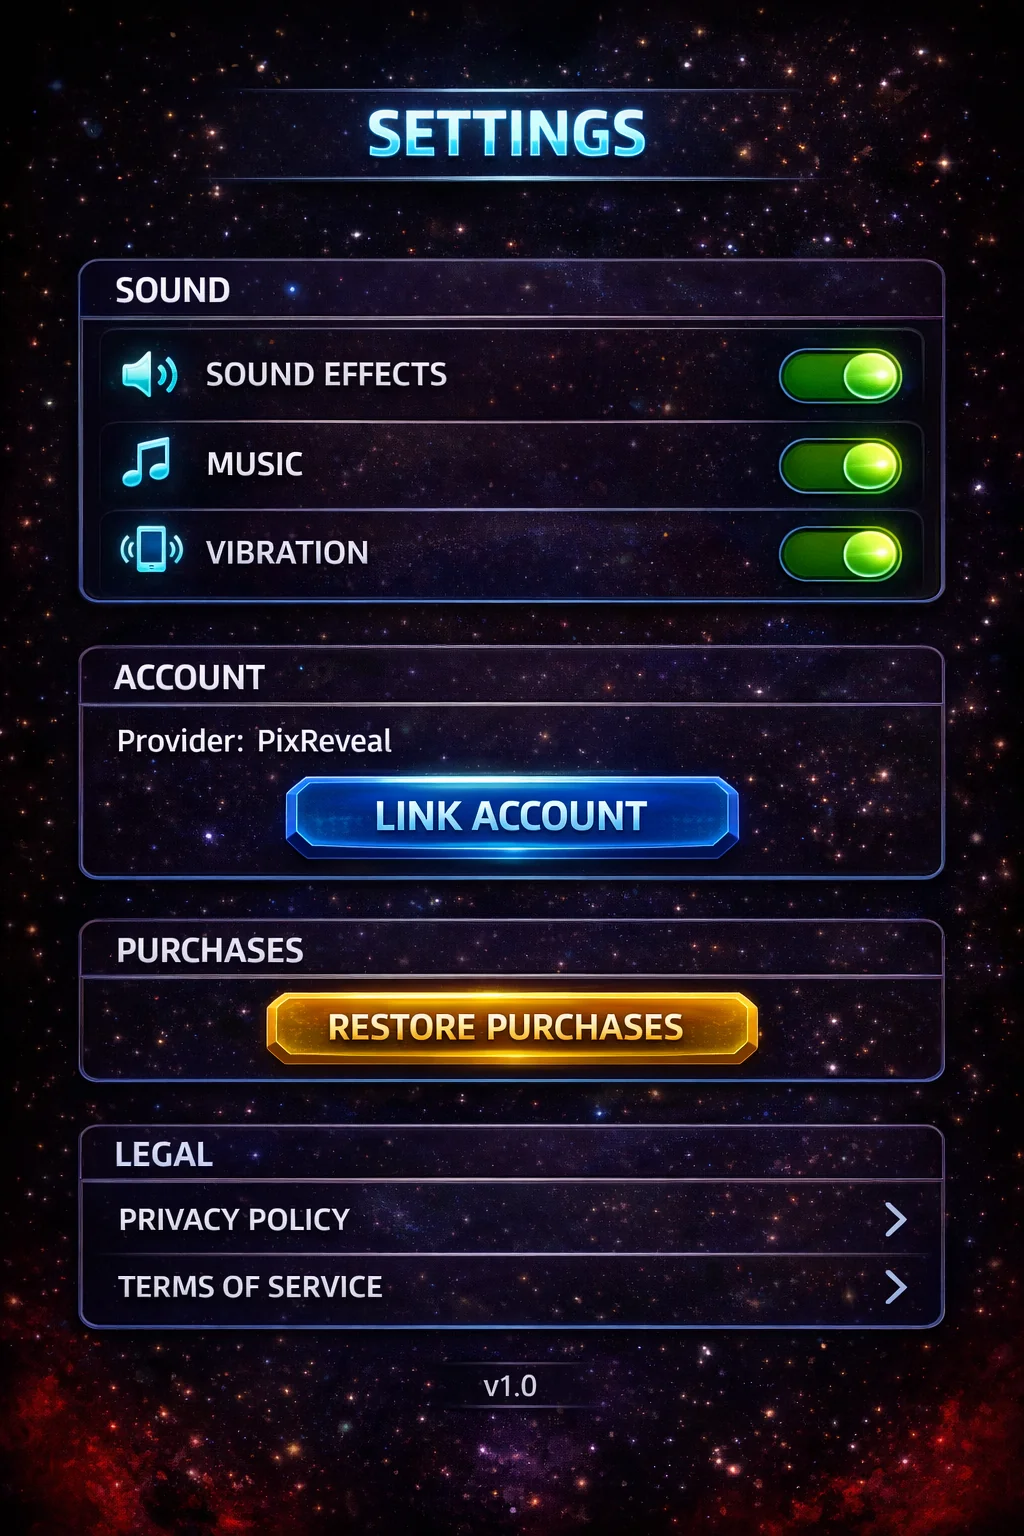 SETTINGS
SOUND
SOUND EFFECTS
MUSIC
VIBRATION
ACCOUNT
Provider: PixReveal
LINK ACCOUNT
PURCHASES
RESTORE PURCHASES
LEGAL
PRIVACY POLICY
TERMS OF SERVICE
v1.0